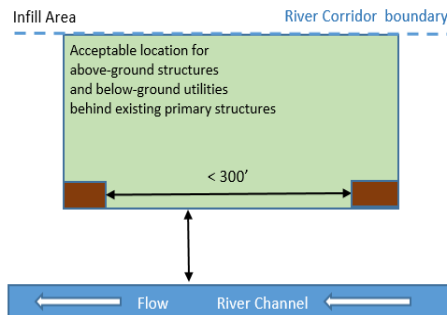 Infill Area
River Corridor boundary
Acceptable location for
above-ground structures
and below-ground utilities
behind existing primary structures
< 300’
Flow
River Channel